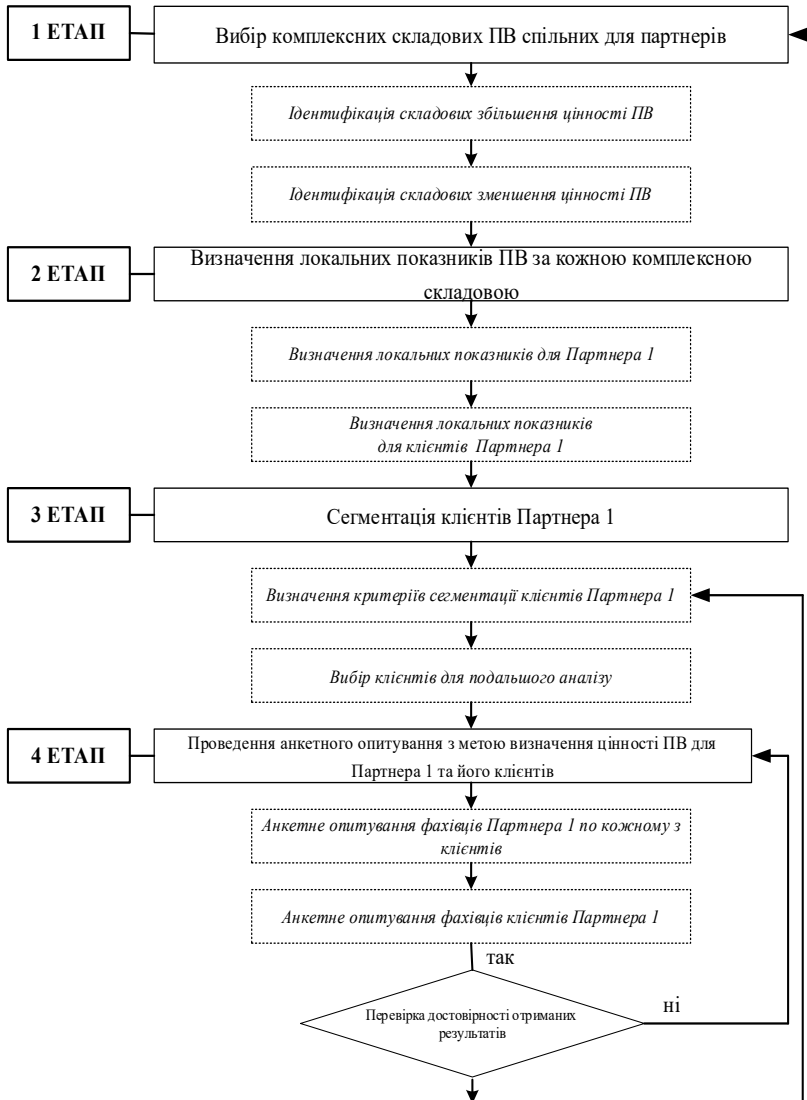 1 ЕТАП
Вибір комплексних складових ПВ спільних для партнерів
Ідентифікація складових збільшення цінності ПВ
Ідентифікація складових зменшення цінності ПВ
2 ЕТАП
Визначення локальних показників ПВ за кожною комплексною
складовою
Визначення локальних показників для Партнера 1
Визначення локальних показників
для клієнтів Партнера 1
3 ЕТАП
Сегментація клієнтів Партнера 1
Визначення критеріїв сегментації клієнтів Партнера 1
Вибір клієнтів для подальшого аналізу
4 ЕТАП
Проведення анкетного опитування з метою визначення цінності ПВ для
Партнера 1 та його клієнтів
Анкетне опитування фахівців Партнера 1 по кожному з
клієнтів
Анкетне опитування фахівців клієнтів Партнера 1
так
ні
Перевірка достовірності отриманих
результатів